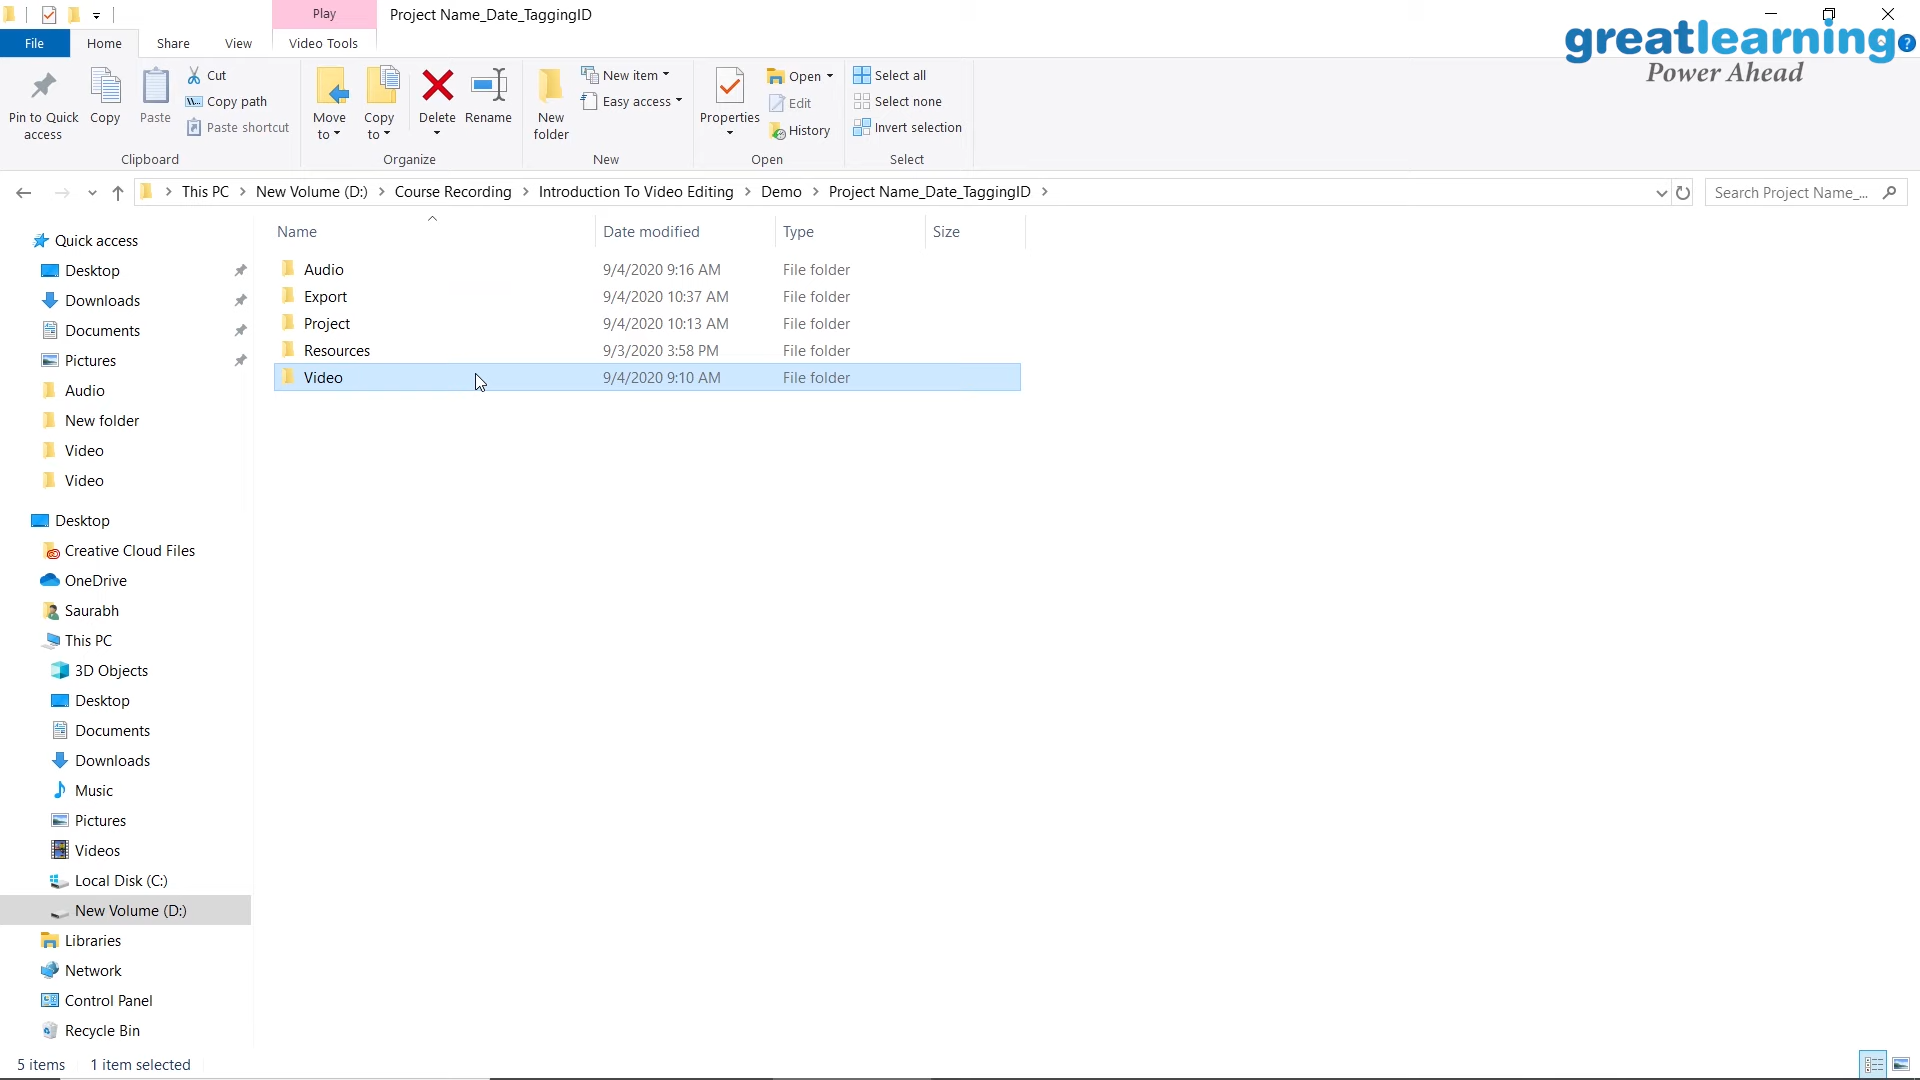 Play
Project Name_Date_TaggingID
File
Home
Share
View
Video Tools
greatlearning
Power Ahead
Pin to Quick access
Copy
Paste
Cut
Copy path
Paste shortcut
Clipboard
Move to
Copy to
Delete
Rename
Organize
New folder
New item
Easy access
New
Properties
Open
Edit
History
Open
Select all
Select none
Invert selection
Select
This PC > New Volume (D:) > Course Recording > Introduction To Video Editing > Demo > Project Name_Date_TaggingID >
Search Project Name_...
Name Date modified Type Size
Audio 9/4/2020 9:16 AM File folder
Export 9/4/2020 10:37 AM File folder
Project 9/4/2020 10:13 AM File folder
Resources 9/3/2020 3:58 PM File folder
Video 9/4/2020 9:10 AM File folder
Quick access
Desktop
Downloads
Documents
Pictures
Audio
New folder
Video
Video
Desktop
Creative Cloud Files
OneDrive
Saurabh
This PC
3D Objects
Desktop
Documents
Downloads
Music
Pictures
Videos
Local Disk (C:)
New Volume (D:)
Libraries
Network
Control Panel
Recycle Bin
5 items 1 item selected